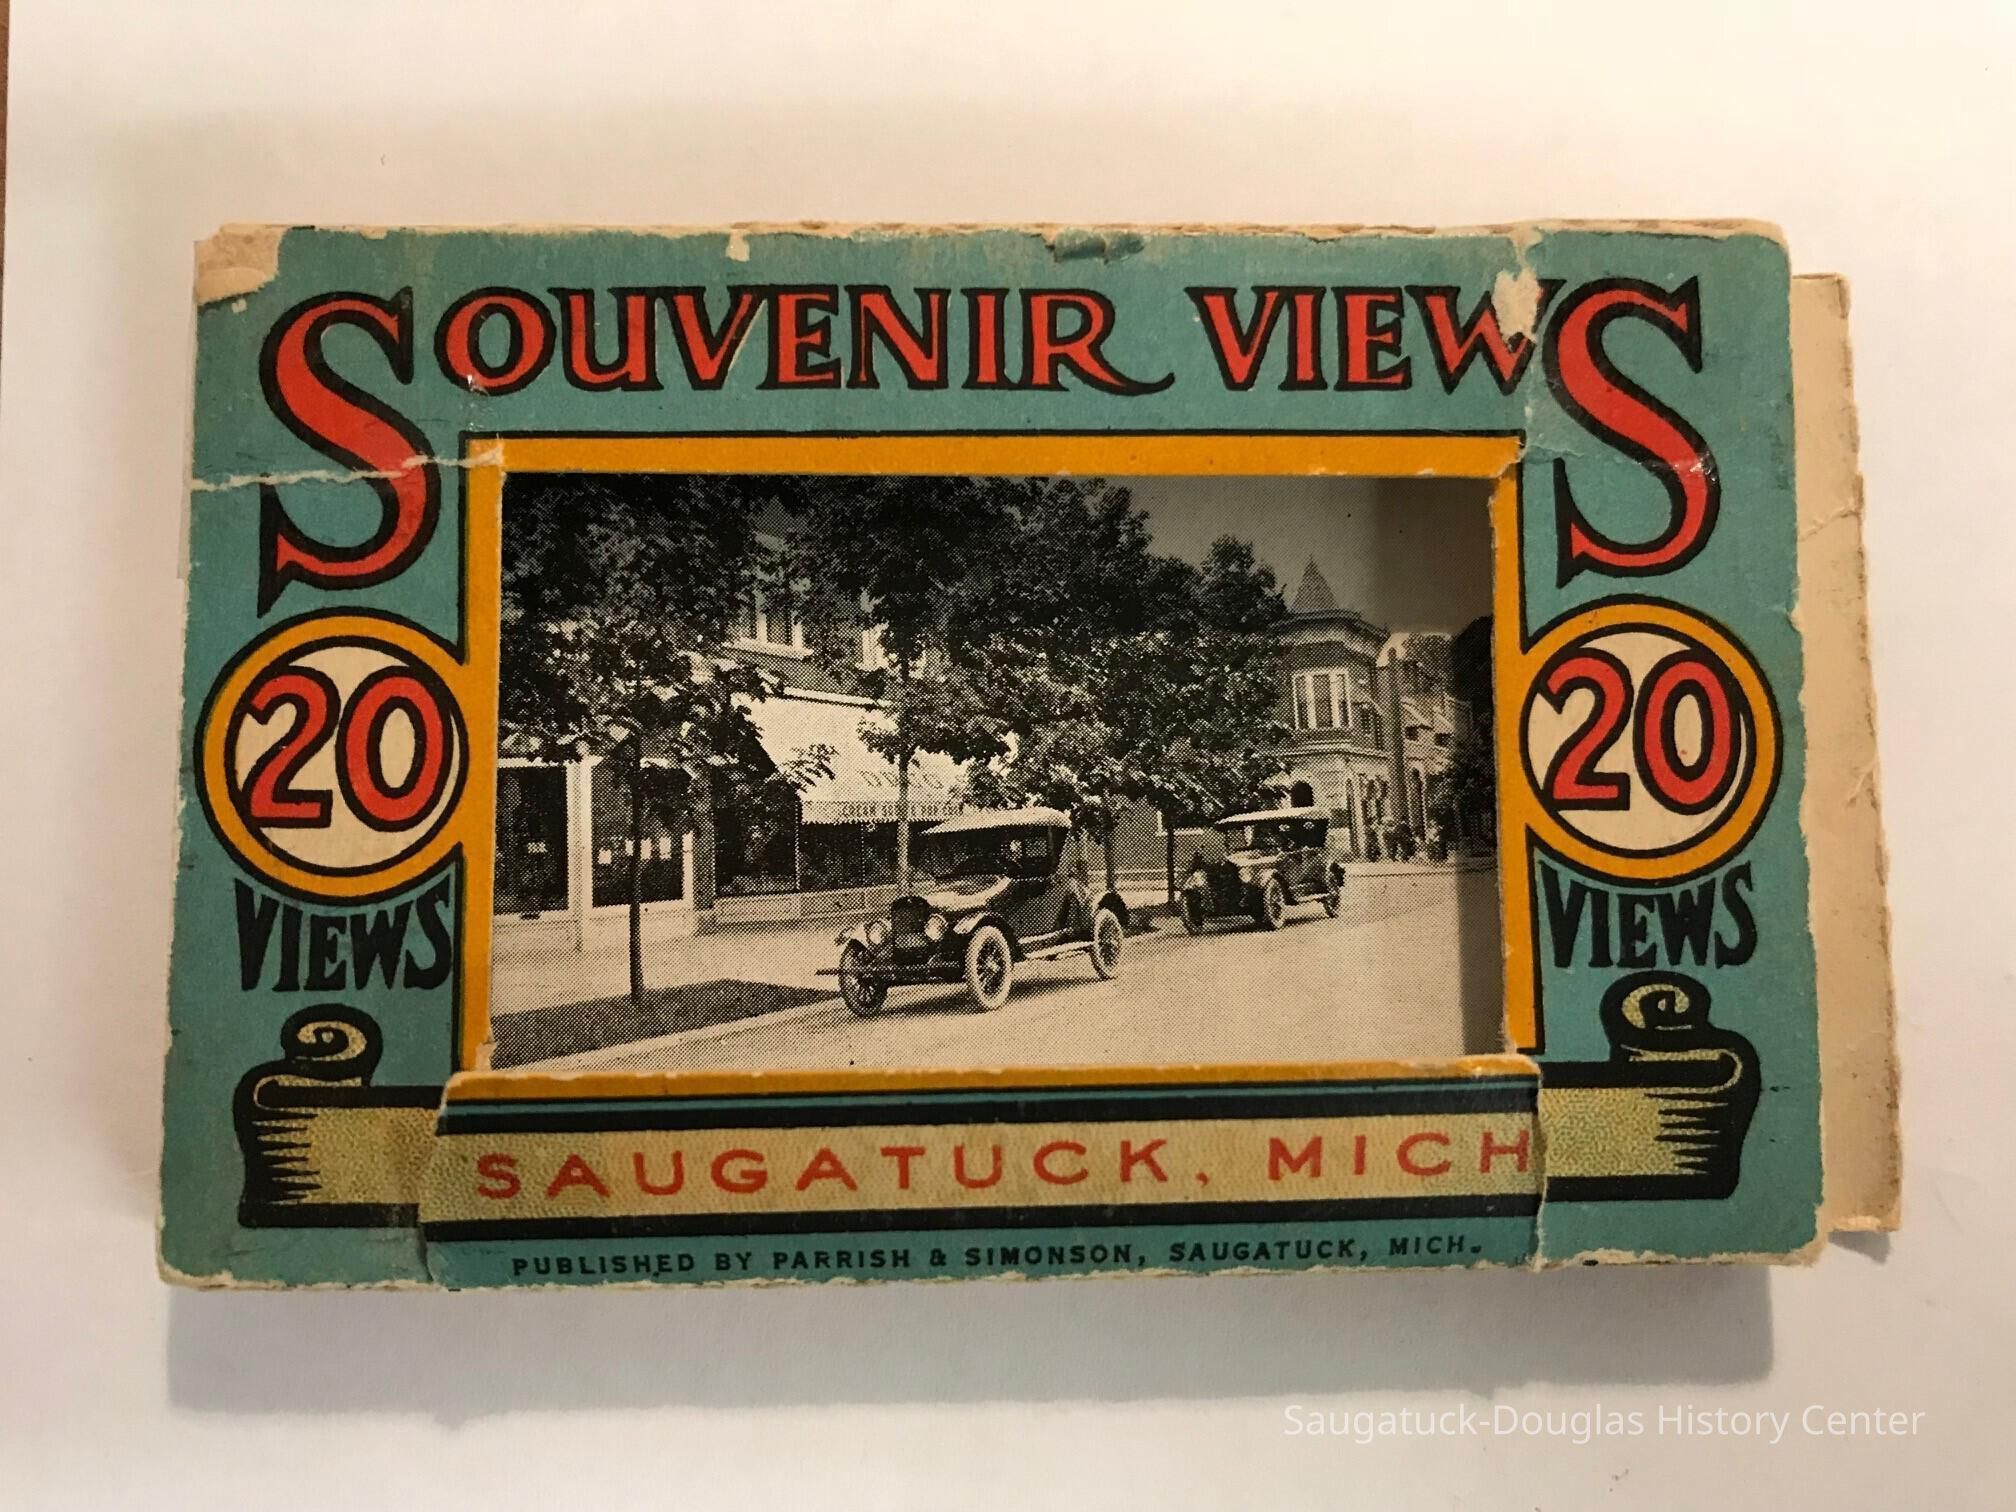 SOUVENIR VIEWS
20 20
VIEWS VIEWS
SAUGATUCK, MICH
PUBLISHED BY PARRISH & SIMONSON, SAUGATUCK, MICH.
Saugatuck-Douglas History Center